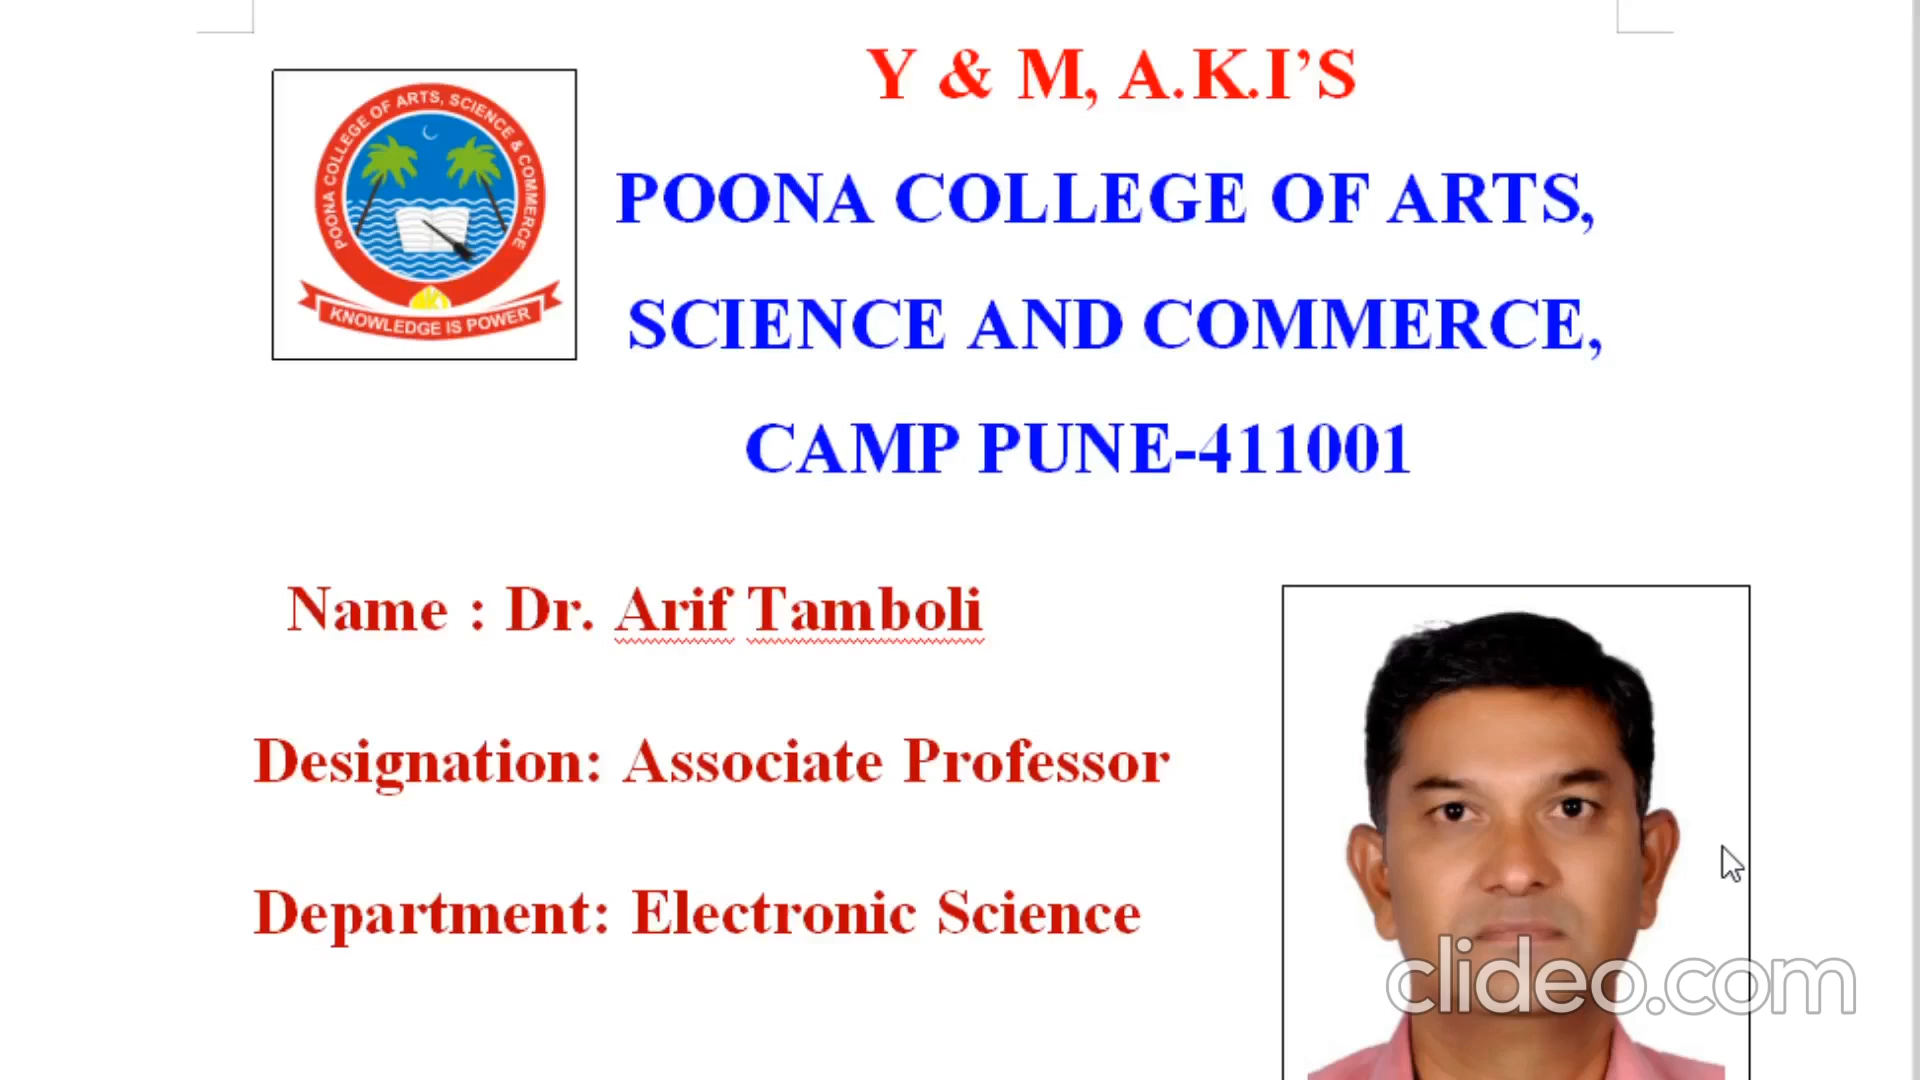 Y & M, A.K.I’S
POONA COLLEGE OF ARTS,
SCIENCE AND COMMERCE,
CAMP PUNE-411001
POONA COLLEGE OF ARTS, SCIENCE & COMMERCE
AKI
KNOWLEDGE IS POWER
Name : Dr. Arif Tamboli
Designation: Associate Professor
Department: Electronic Science
clideo.com